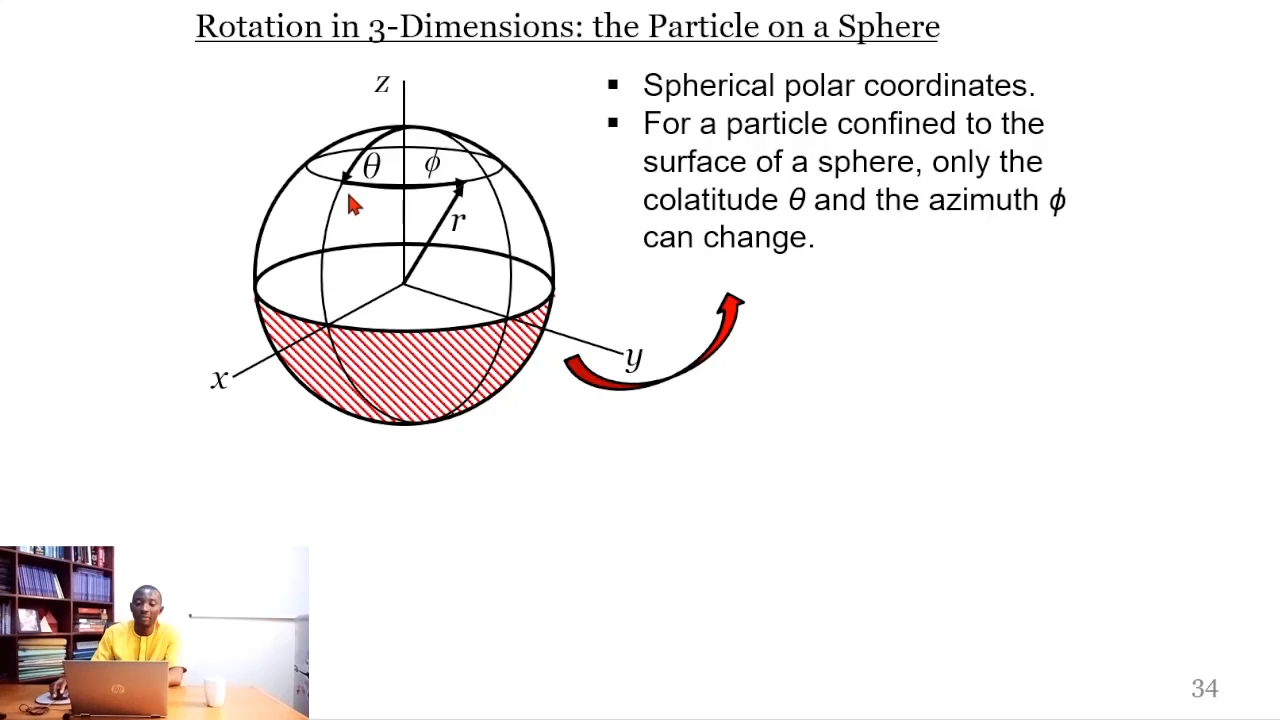 Rotation in 3-Dimensions: the Particle on a Sphere
z
▪ Spherical polar coordinates.
▪ For a particle confined to the
surface of a sphere, only the
colatitude θ and the azimuth ϕ
can change.
θ
ϕ
r
y
x
hp
34